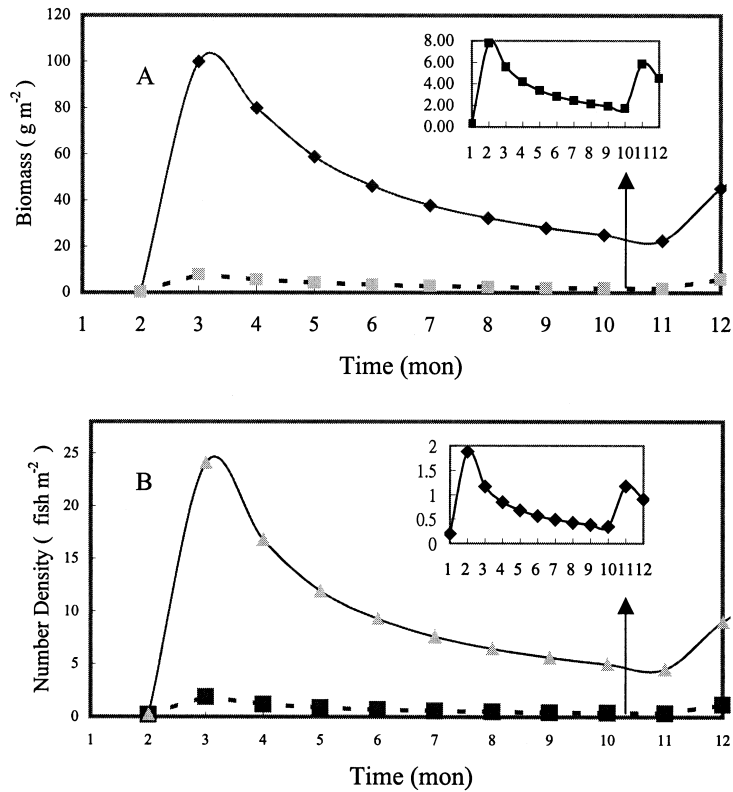 120
100
80
60
40
20
0
Biomass ( g m-2 )
A
8.00
6.00
4.00
2.00
0.00
1 2 3 4 5 6 7 8 9 10 11 12
1 2 3 4 5 6 7 8 9 10 11 12
Time (mon)
25
20
15
10
5
0
Number Density ( fish m-2 )
B
2
1.5
1
0.5
0
1 2 3 4 5 6 7 8 9 10 11 12
1 2 3 4 5 6 7 8 9 10 11 12
Time (mon)